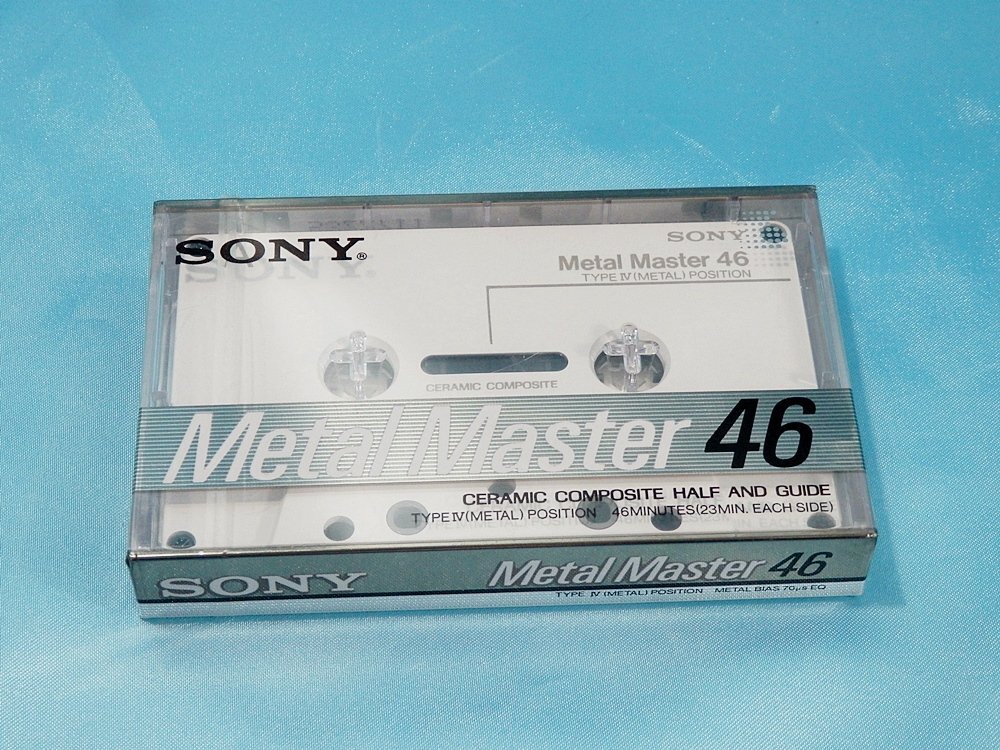 SONY®
SONY
Metal Master 46
TYPE IV (METAL) POSITION
CERAMIC COMPOSITE
Metal Master 46
CERAMIC COMPOSITE HALF AND GUIDE
TYPE IV (METAL) POSITION 46MINUTES (23MIN. EACH SIDE)
SONY Metal Master 46
TYPE IV (METAL) POSITION METAL BIAS 70μs EQ